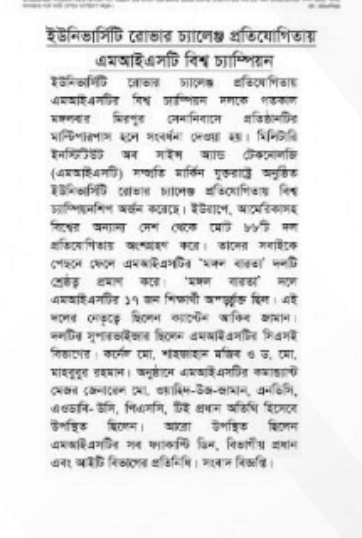 ইউনিভার্সিটি রোভার চ্যালেঞ্জ প্রতিযোগিতায়
এমআইএসটি বিশ্ব চ্যাম্পিয়ন
ইউনিভার্সিটি রোভার চ্যালেঞ্জ প্রতিযোগিতায়
এমআইএসটির বিশ্ব চ্যাম্পিয়ন দলকে গতকাল
মঙ্গলবার মিরপুর সেনানিবাসে প্রতিষ্ঠানটির
মাল্টিপারপাস হলে সংবর্ধনা দেওয়া হয়। মিলিটারি
ইনস্টিটিউট অব সাইন্স অ্যান্ড টেকনোলজি
(এমআইএসটি) সম্প্রতি মার্কিন যুক্তরাষ্ট্রে অনুষ্ঠিত
ইউনিভার্সিটি রোভার চ্যালেঞ্জ প্রতিযোগিতায় বিশ্ব
চ্যাম্পিয়নশিপ অর্জন করেছে। ইউরোপ, আমেরিকাসহ
বিশ্বের অন্যান্য দেশ থেকে মোট ৮৮টি দল
প্রতিযোগিতায় অংশগ্রহণ করে। তাদের সবাইকে
পেছনে ফেলে এমআইএসটির 'মঙ্গল বারতা' দলটি
শ্রেষ্ঠত্ব প্রমাণ করে। 'মঙ্গল বারতা' দলে
এমআইএসটির ১৭ জন শিক্ষার্থী অন্তর্ভুক্ত ছিল। এই
দলের নেতৃত্বে ছিলেন ক্যাপ্টেন আকিব জামান।
দলটির সুপারভাইজার ছিলেন এমআইএসটির সিএসই
বিভাগের। কর্নেল মো. শাহজাহান মজিব ও ড. মো.
মাহবুবুর রহমান। অনুষ্ঠানে এমআইএসটির কমান্ড্যান্ট
মেজর জেনারেল মো. ওয়াহিদ-উজ-জামান, এনডিসি,
এওডব্লি- উসি, পিএসসি, টিই প্রধান অতিথি হিসেবে
উপস্থিত ছিলেন। আরো উপস্থিত ছিলেন
এমআইএসটির সব ফ্যাকাল্টি ডিন, বিভাগীয় প্রধান
এবং আইটি বিভাগের প্রতিনিধি। সংবাদ বিজ্ঞপ্তি।